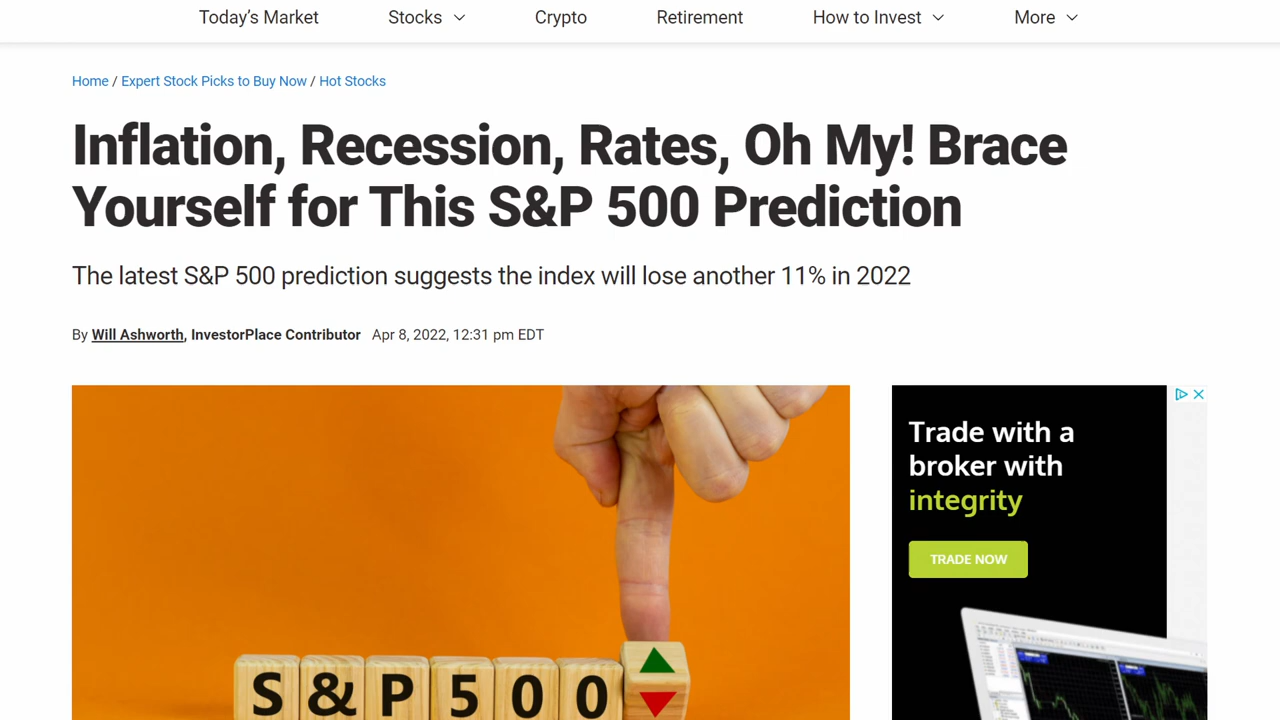 Today’s Market Stocks Crypto Retirement How to Invest More
Home / Expert Stock Picks to Buy Now / Hot Stocks
Inflation, Recession, Rates, Oh My! Brace
Yourself for This S&P 500 Prediction
The latest S&P 500 prediction suggests the index will lose another 11% in 2022
By Will Ashworth, InvestorPlace Contributor Apr 8, 2022, 12:31 pm EDT
Trade with a
broker with
integrity
TRADE NOW
S&P 500